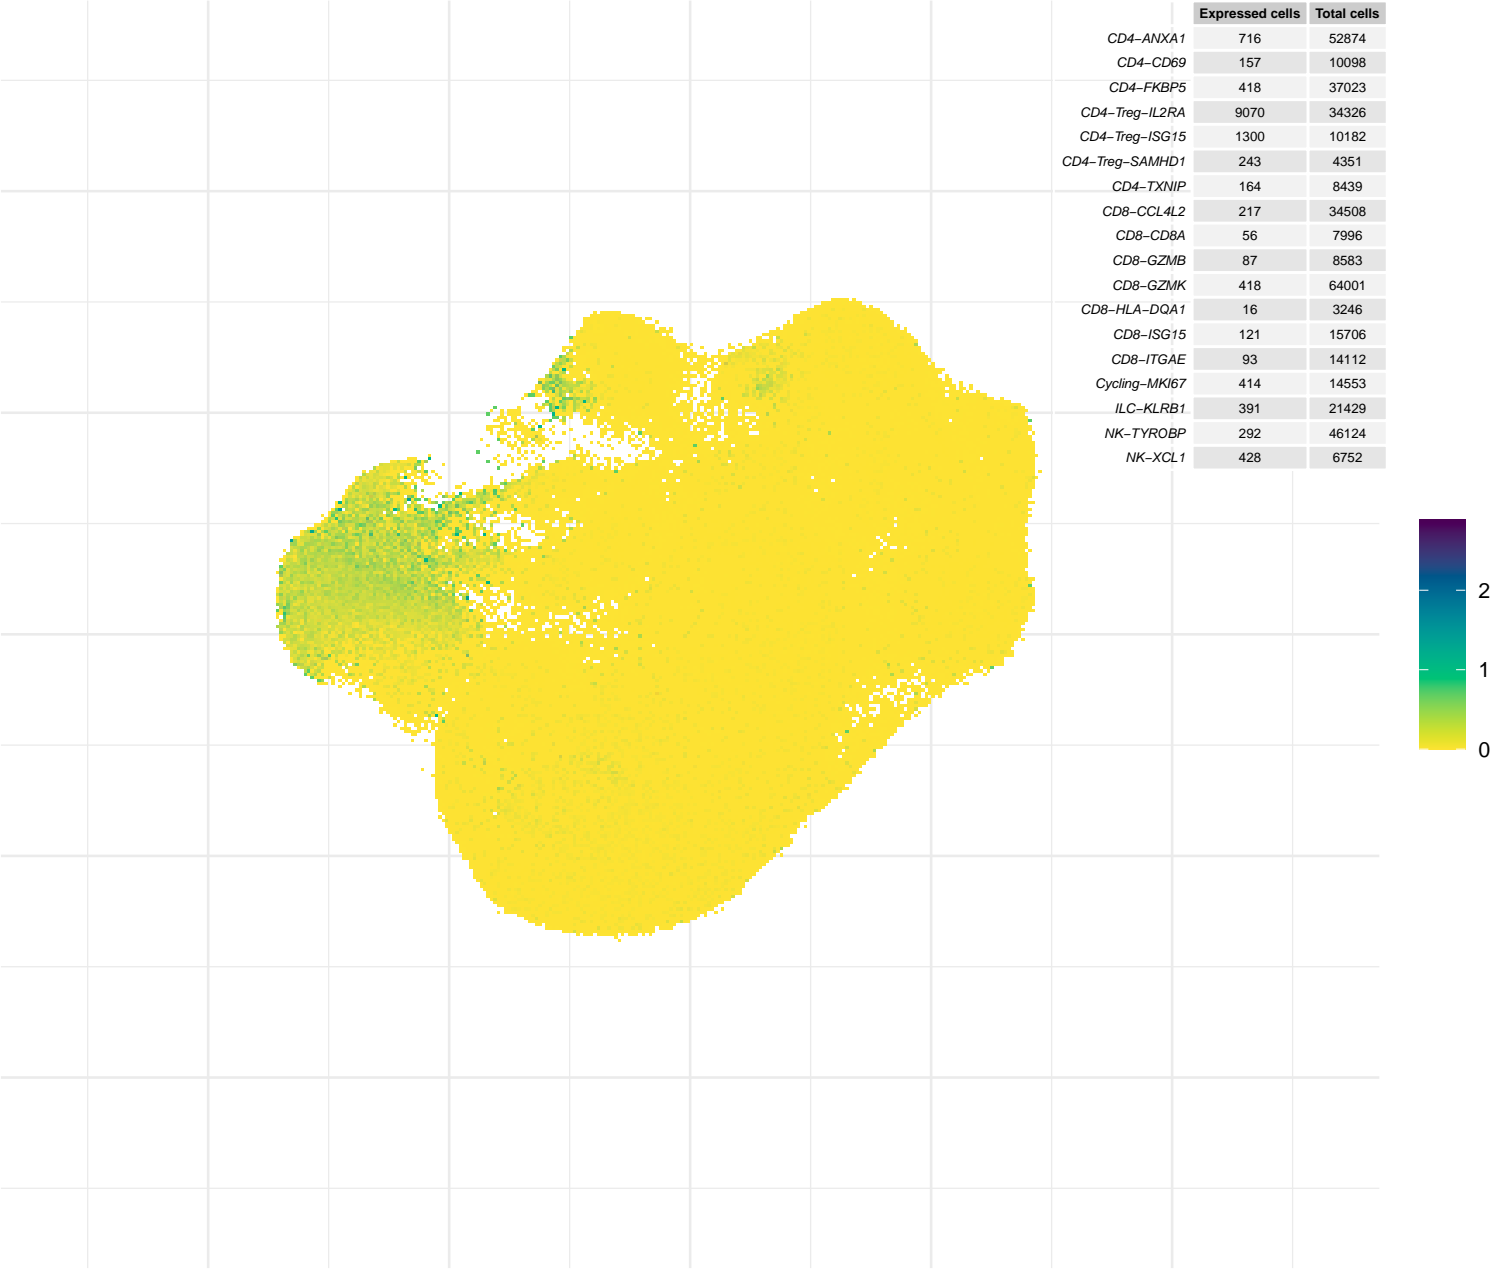 Expressed cells Total cells
CD4−ANXA1 716 52874
CD4−CD69 157 10098
CD4−FKBP5 418 37023
CD4−Treg−IL2RA 9070 34326
CD4−Treg−ISG15 1300 10182
CD4−Treg−SAMHD1 243 4351
CD4−TXNIP 164 8439
CD8−CCL4L2 217 34508
CD8−CD8A 56 7996
CD8−GZMB 87 8583
CD8−GZMK 418 64001
CD8−HLA−DQA1 16 3246
CD8−ISG15 121 15706
CD8−ITGAE 93 14112
Cycling−MKI67 414 14553
ILC−KLRB1 391 21429
NK−TYROBP 292 46124
NK−XCL1 428 6752
2
1
0